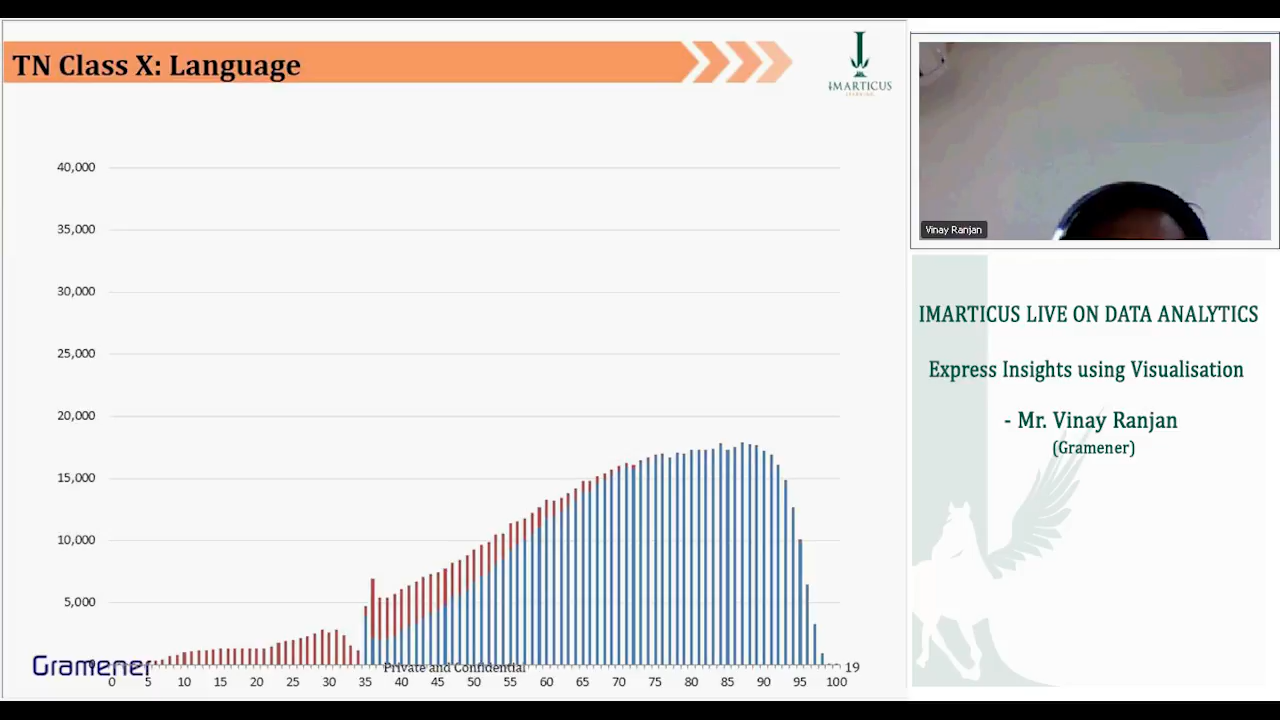 TN Class X: Language
IMARTICUS
LEARNING
40,000
35,000
30,000
25,000
20,000
15,000
10,000
5,000
0
0 5 10 15 20 25 30 35 40 45 50 55 60 65 70 75 80 85 90 95 100
Gramener
Private and Confidential
19
Vinay Ranjan
IMARTICUS LIVE ON DATA ANALYTICS
Express Insights using Visualisation
- Mr. Vinay Ranjan
(Gramener)